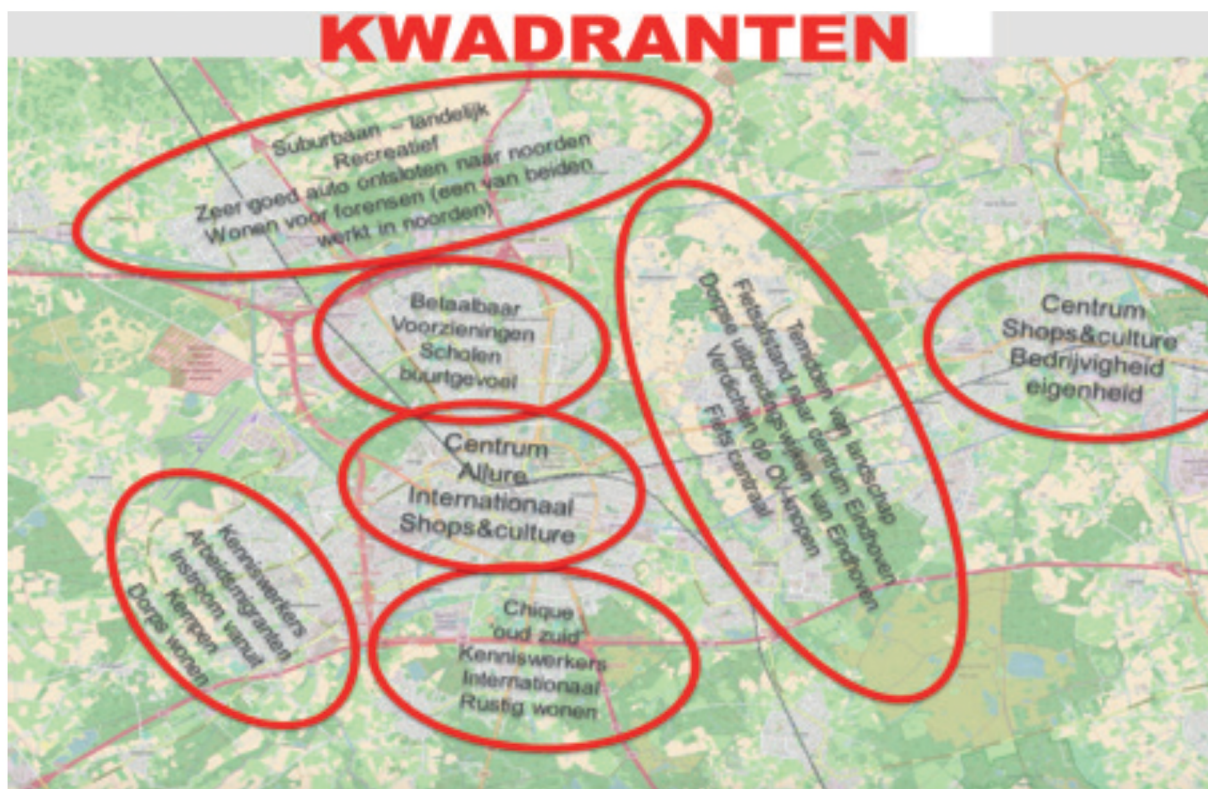 KWADRANTEN
Suburbaan – landelijk
Recreatief
Zeer goed auto ontsloten naar noorden
Wonen voor forensen (een van beiden
werkt in noorden)
Betaalbaar
Voorzieningen
Scholen
buurtgevoel
Centrum
Allure
Internationaal
Shops&culture
Temidden van landschap
Fietsafstand naar centrum Eindhoven
Dorpse uitbreidingswijken van Eindhoven
Verdichten op OV-knopen
Fiets centraal
Centrum
Shops&culture
Bedrijvigheid
eigenheid
Kenniswerkers
Arbeidsmigranten
Instroom vanuit
Kempen
Dorps wonen
Chique
'oud zuid'
Kenniswerkers
Internationaal
Rustig wonen